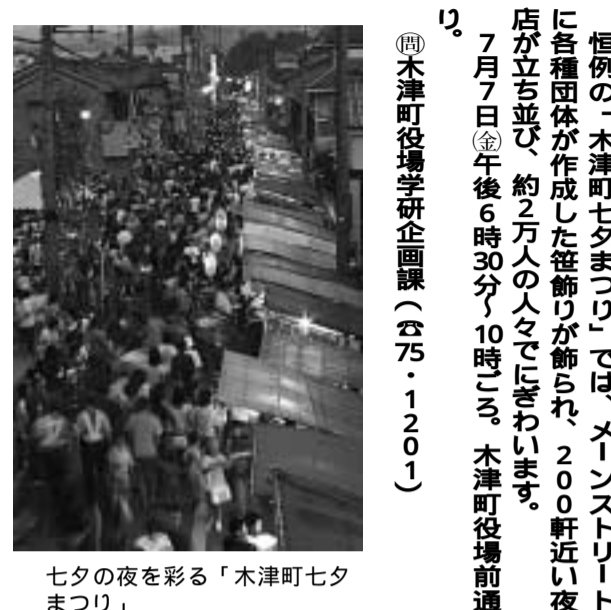 恒例の「木津町七夕まつり」では、メーンストリート
に各種団体が作成した笹飾りが飾られ、200軒近い夜
店が立ち並び、約2万人の人々でにぎわいます。
7月7日㊎午後6時30分～10時ごろ。木津町役場前通
り。
㉄木津町役場学研企画課(☎75・1201)
七夕の夜を彩る「木津町七夕
まつり」